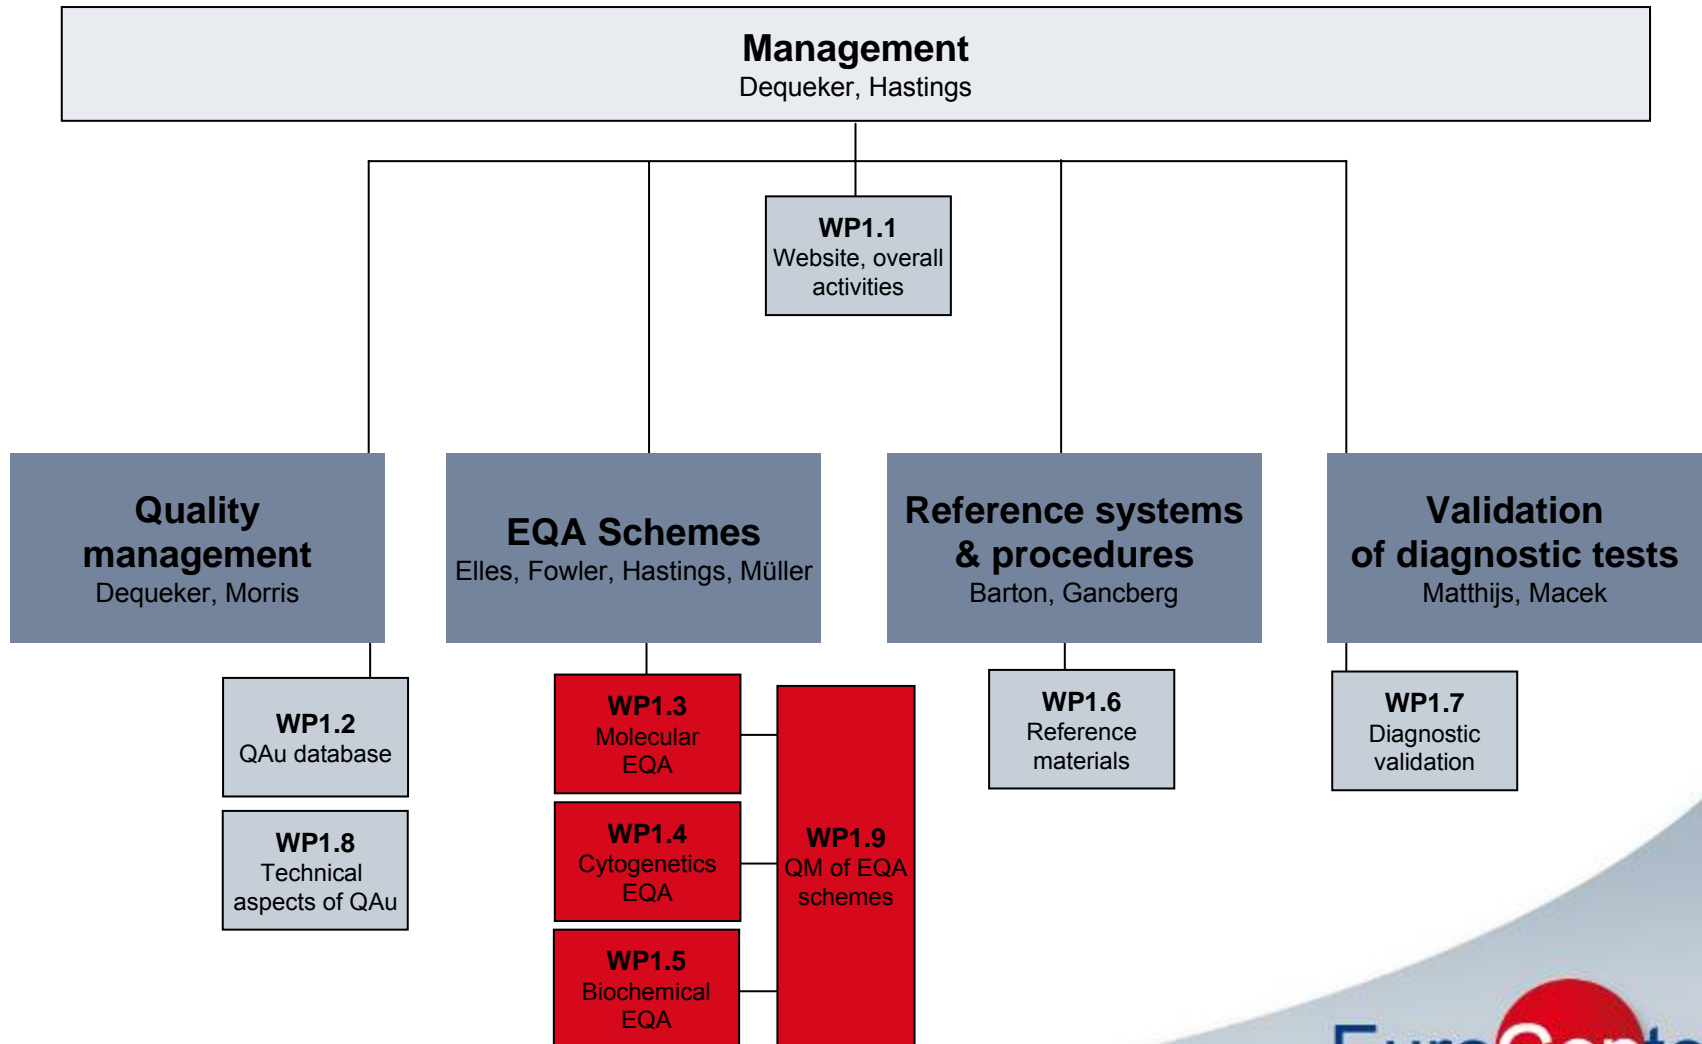 Management
Dequeker, Hastings
WP1.1
Website, overall
activities
Quality
management
Dequeker, Morris
EQA Schemes
Elles, Fowler, Hastings, Müller
Reference systems
& procedures
Barton, Gancberg
Validation
of diagnostic tests
Matthijs, Macek
WP1.2
QAu database
WP1.8
Technical
aspects of QAu
WP1.3
Molecular
EQA
WP1.4
Cytogenetics
EQA
WP1.5
Biochemical
EQA
WP1.9
QM of EQA
schemes
WP1.6
Reference
materials
WP1.7
Diagnostic
validation